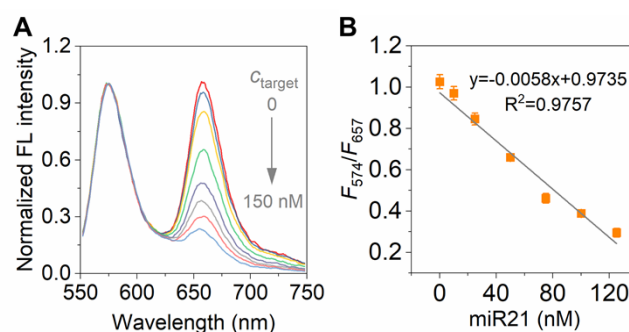 A
Normalized FL intensity
1.2
0.9
0.6
0.3
0.0
C_target
0
150 nM
550 600 650 700 750
Wavelength (nm)
B
F574/F657
1.2
1.0
0.8
0.6
0.4
0.2
y=-0.0058x+0.9735
R²=0.9757
0 40 80 120
miR21 (nM)